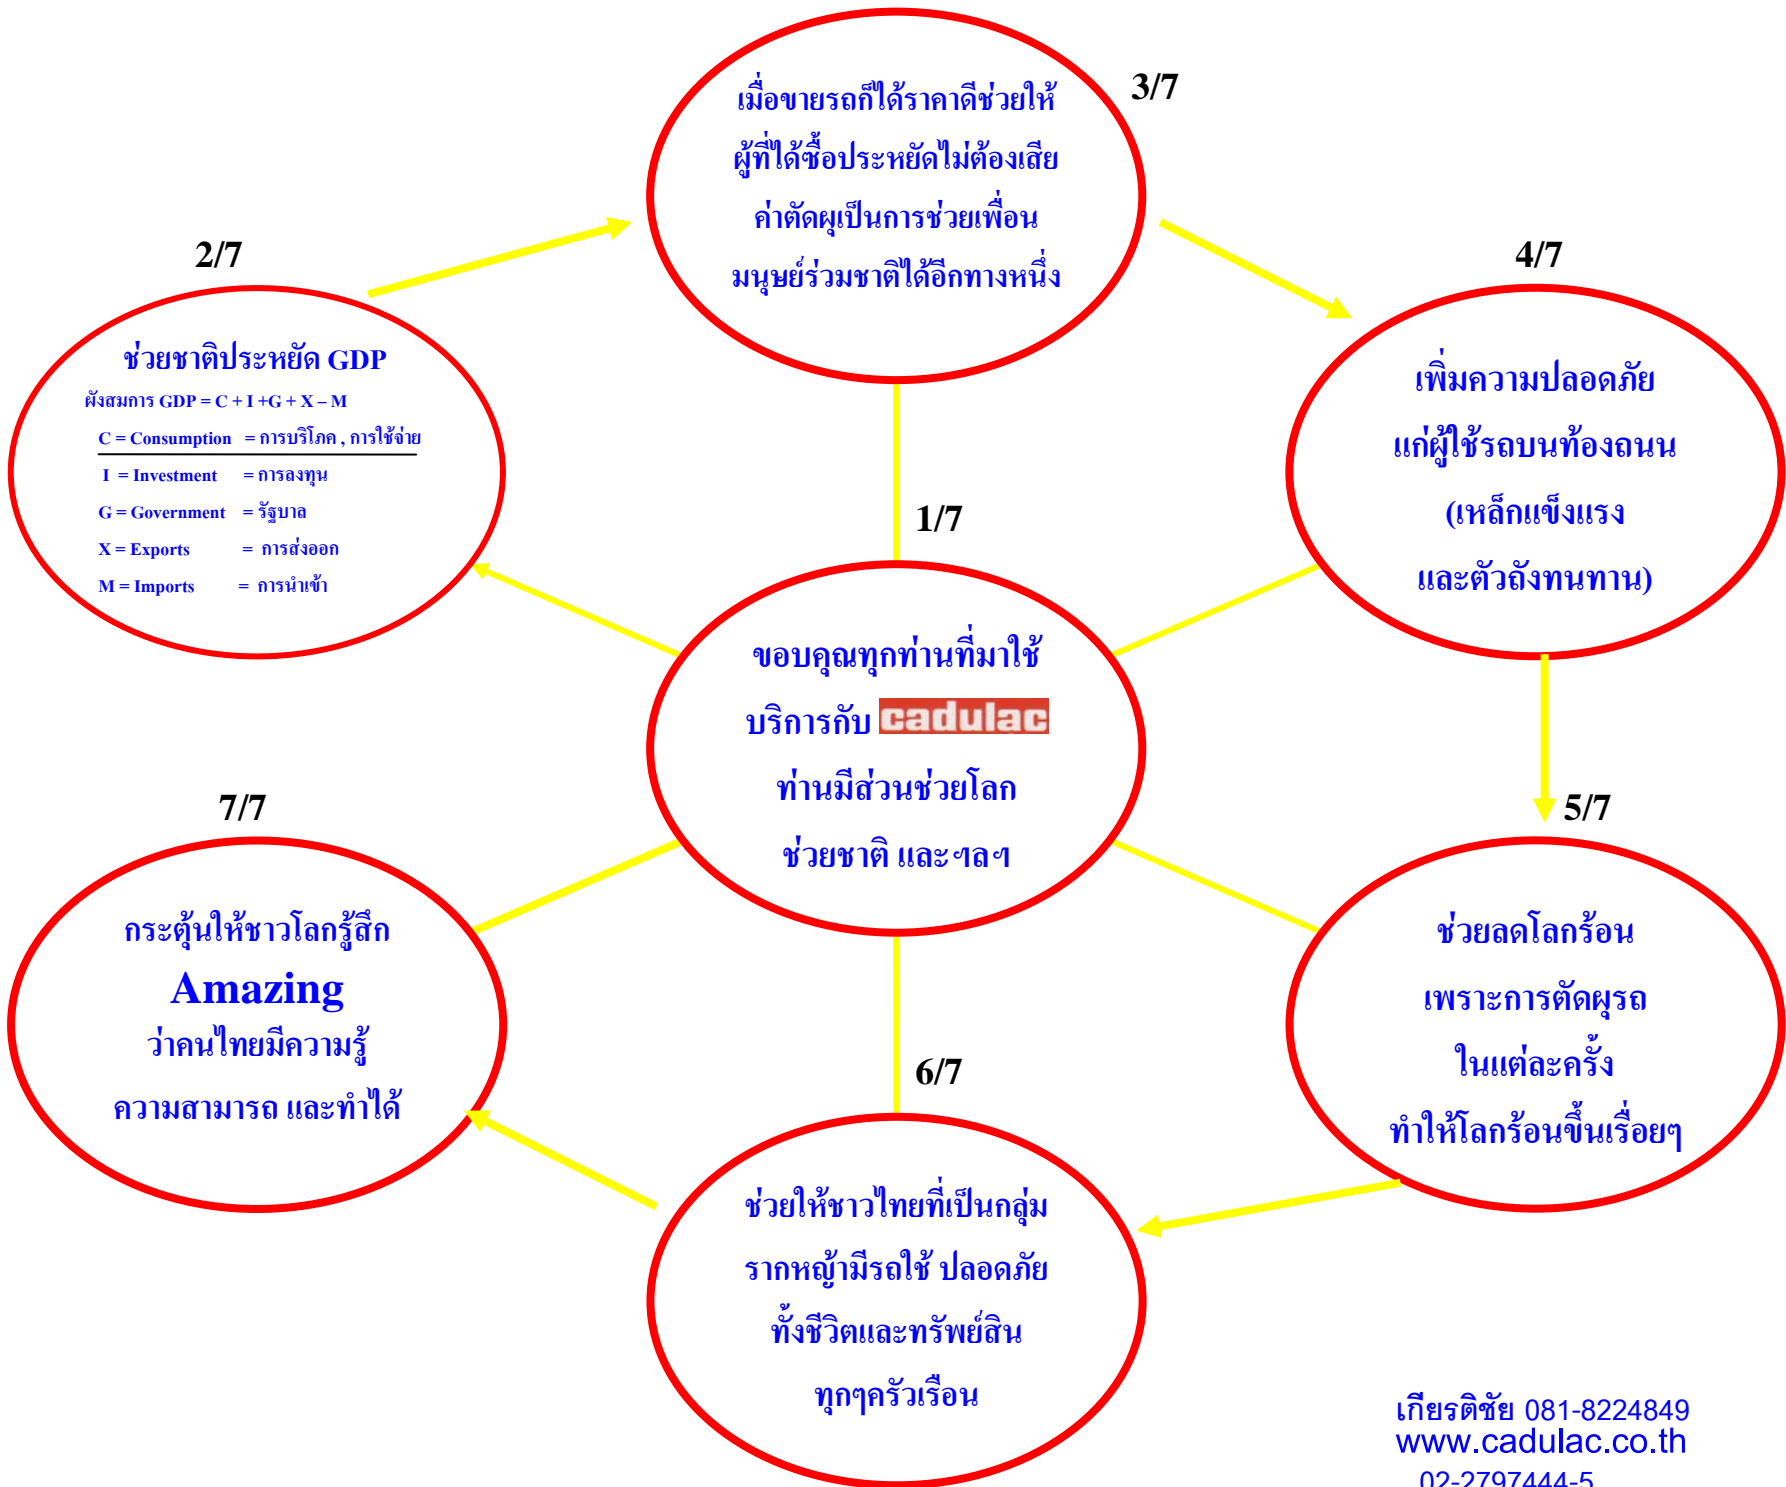 1/7
ขอบคุณทุกท่านที่มาใช้
บริการกับ cadulac
ท่านมีส่วนช่วยโลก
ช่วยชาติ และฯลฯ
2/7
ช่วยชาติประหยัด GDP
ผังสมการ GDP = C + I +G + X – M
C = Consumption = การบริโภค , การใช้จ่าย
I = Investment = การลงทุน
G = Government = รัฐบาล
X = Exports = การส่งออก
M = Imports = การนำเข้า
3/7
เมื่อขายรถก็ได้ราคาดีช่วยให้
ผู้ที่ได้ซื้อประหยัดไม่ต้องเสีย
ค่าตัดผุเป็นการช่วยเพื่อน
มนุษย์ร่วมชาติได้อีกทางหนึ่ง
4/7
เพิ่มความปลอดภัย
แก่ผู้ใช้รถบนท้องถนน
(เหล็กแข็งแรง
และตัวถังทนทาน)
5/7
ช่วยลดโลกร้อน
เพราะการตัดผุรถ
ในแต่ละครั้ง
ทำให้โลกร้อนขึ้นเรื่อยๆ
6/7
ช่วยให้ชาวไทยที่เป็นกลุ่ม
รากหญ้ามีรถใช้ ปลอดภัย
ทั้งชีวิตและทรัพย์สิน
ทุกๆครัวเรือน
7/7
กระตุ้นให้ชาวโลกรู้สึก
Amazing
ว่าคนไทยมีความรู้
ความสามารถ และทำได้
เกียรติชัย 081-8224849
www.cadulac.co.th
02-2797444-5